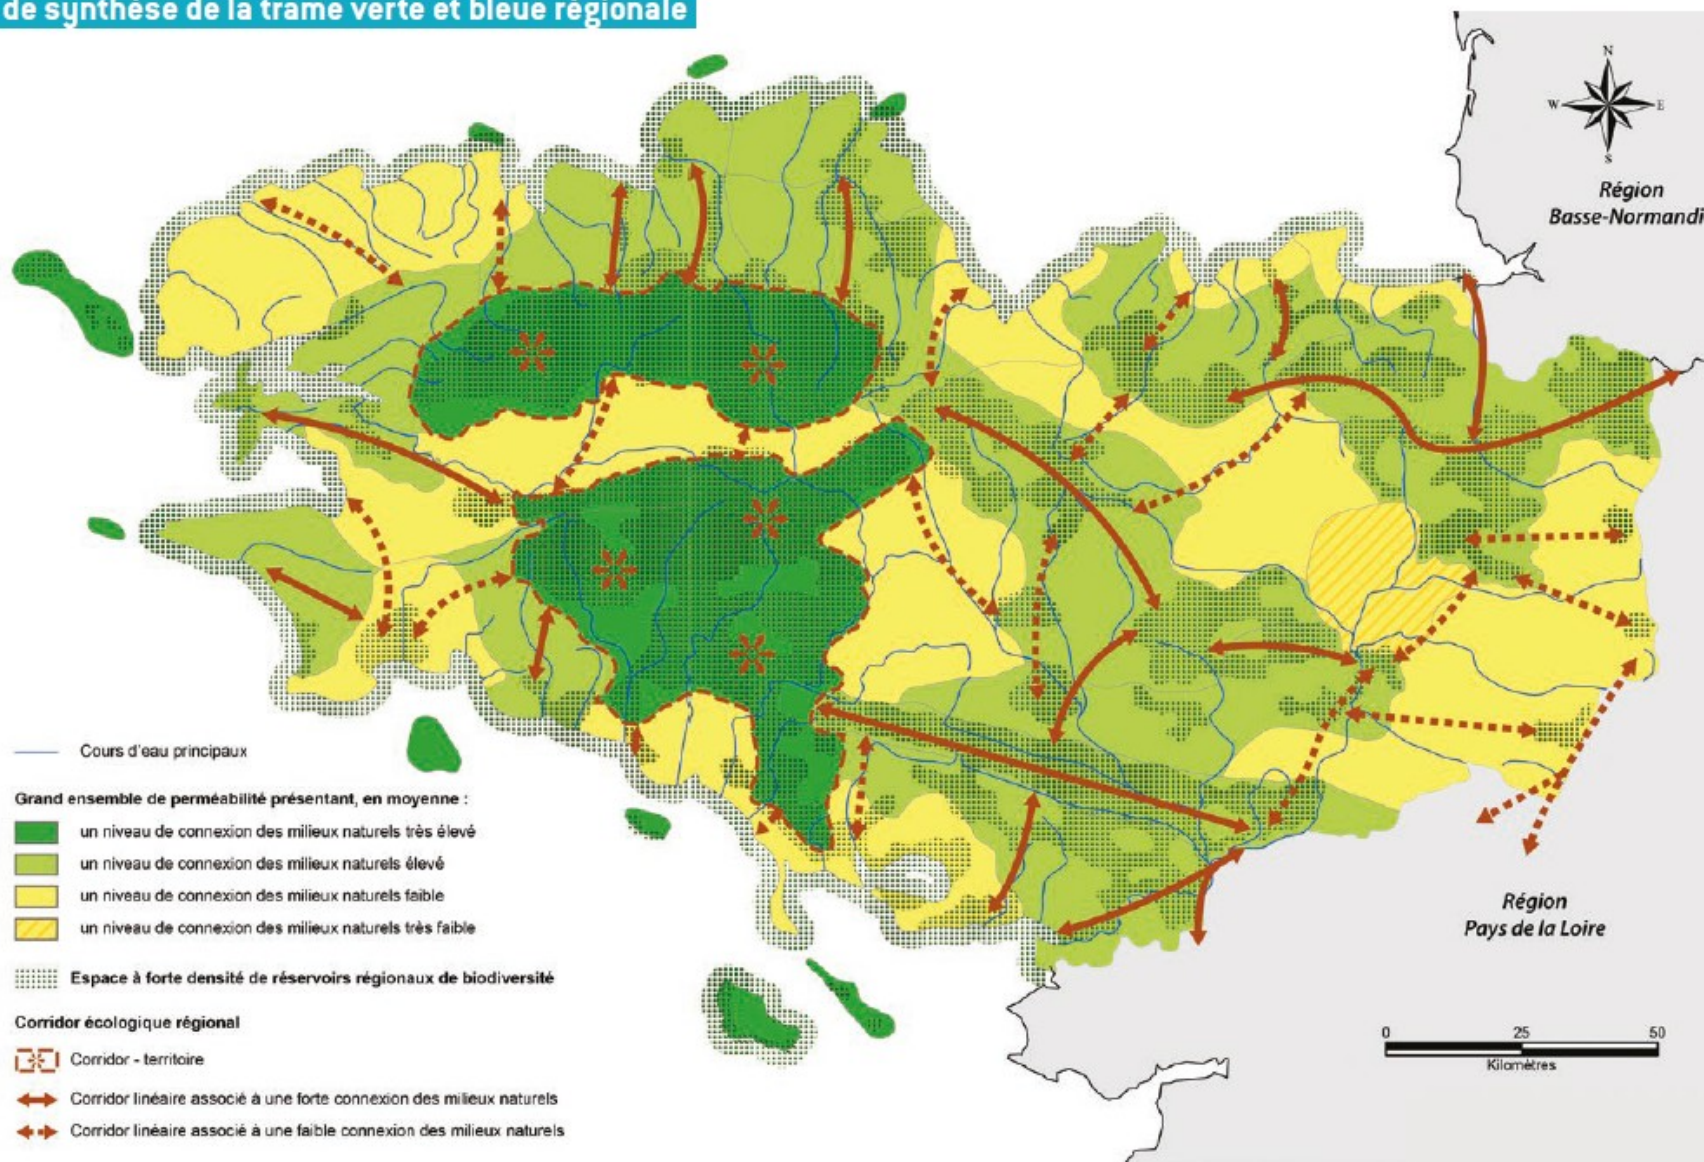 de synthèse de la trame verte et bleue régionale
N
W
E
S
Région
Basse-Normandi
Cours d'eau principaux
Grand ensemble de perméabilité présentant, en moyenne :
un niveau de connexion des milieux naturels très élevé
un niveau de connexion des milieux naturels élevé
un niveau de connexion des milieux naturels faible
un niveau de connexion des milieux naturels très faible
Espace à forte densité de réservoirs régionaux de biodiversité
Corridor écologique régional
Corridor - territoire
Corridor linéaire associé à une forte connexion des milieux naturels
Corridor linéaire associé à une faible connexion des milieux naturels
Région
Pays de la Loire
0 25 50
Kilomètres